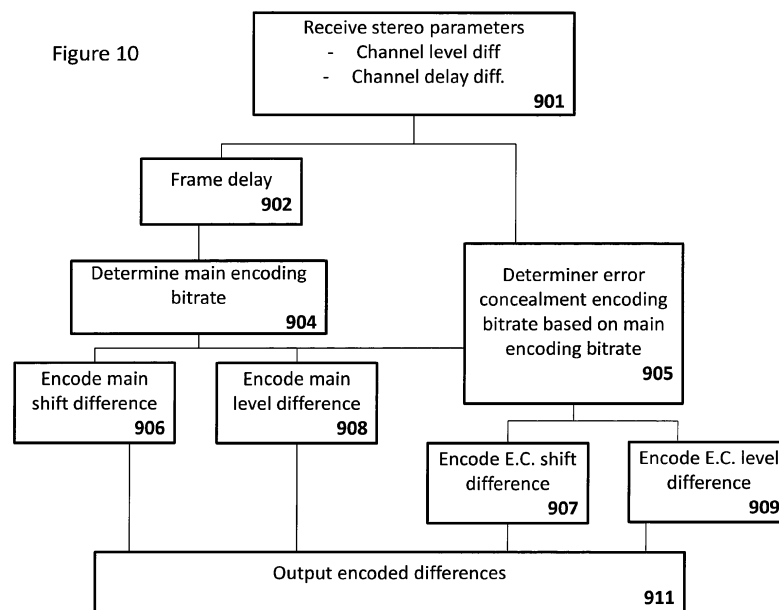 Figure 10
Receive stereo parameters
- Channel level diff
- Channel delay diff.
901
Frame delay
902
Determine main encoding
bitrate
904
Determiner error
concealment encoding
bitrate based on main
encoding bitrate
905
Encode main
shift difference
906
Encode main
level difference
908
Encode E.C. shift
difference
907
Encode E.C. level
difference
909
Output encoded differences
911